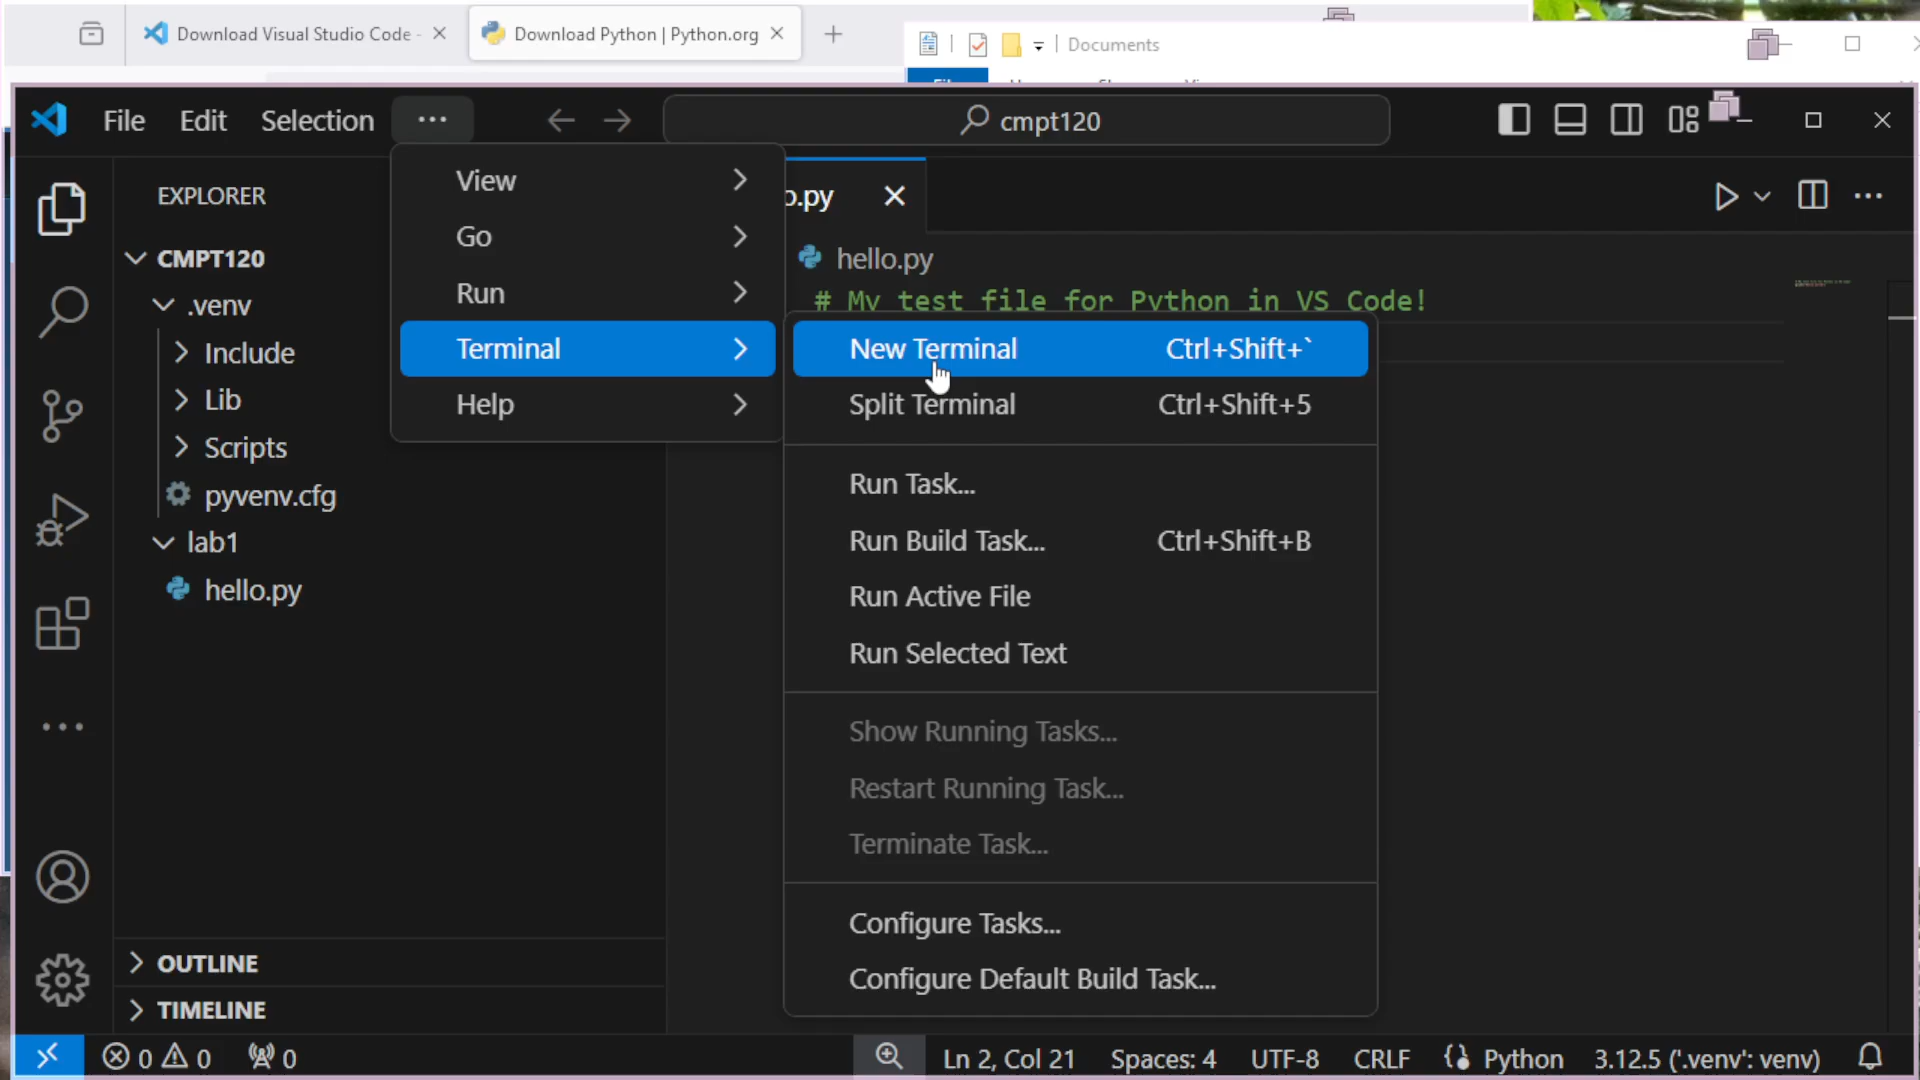 Download Visual Studio Code -
Download Python | Python.org
Documents
File Edit Selection
cmpt120
EXPLORER
CMPT120
.venv
Include
Lib
Scripts
pyvenv.cfg
lab1
hello.py
OUTLINE
TIMELINE
View
Go
Run
Terminal
Help
o.py
hello.py
# My test file for Python in VS Code!
New Terminal Ctrl+Shift+`
Split Terminal Ctrl+Shift+5
Run Task...
Run Build Task... Ctrl+Shift+B
Run Active File
Run Selected Text
Show Running Tasks...
Restart Running Task...
Terminate Task...
Configure Tasks...
Configure Default Build Task...
0 0 0
Ln 2, Col 21 Spaces: 4 UTF-8 CRLF Python 3.12.5 ('.venv': venv)